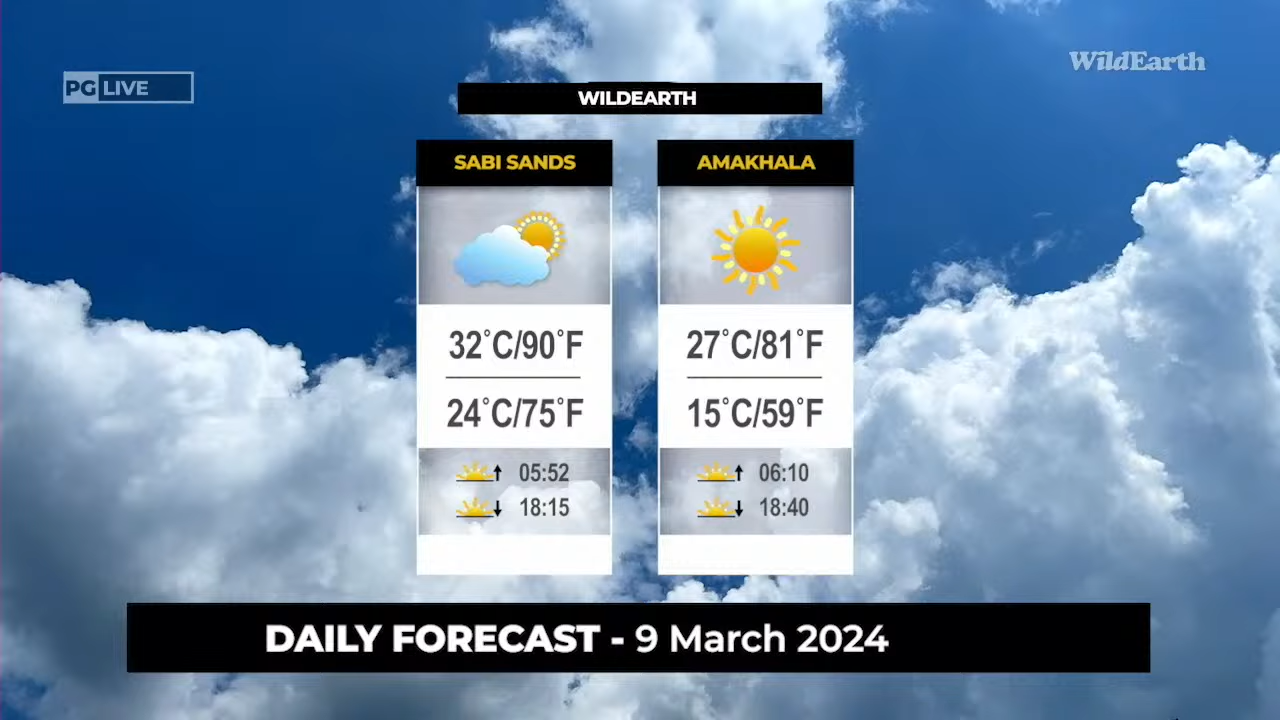 PG LIVE
WildEarth
WILDEARTH
SABI SANDS
32°C/90°F
24°C/75°F
05:52
18:15
AMAKHALA
27°C/81°F
15°C/59°F
06:10
18:40
DAILY FORECAST - 9 March 2024